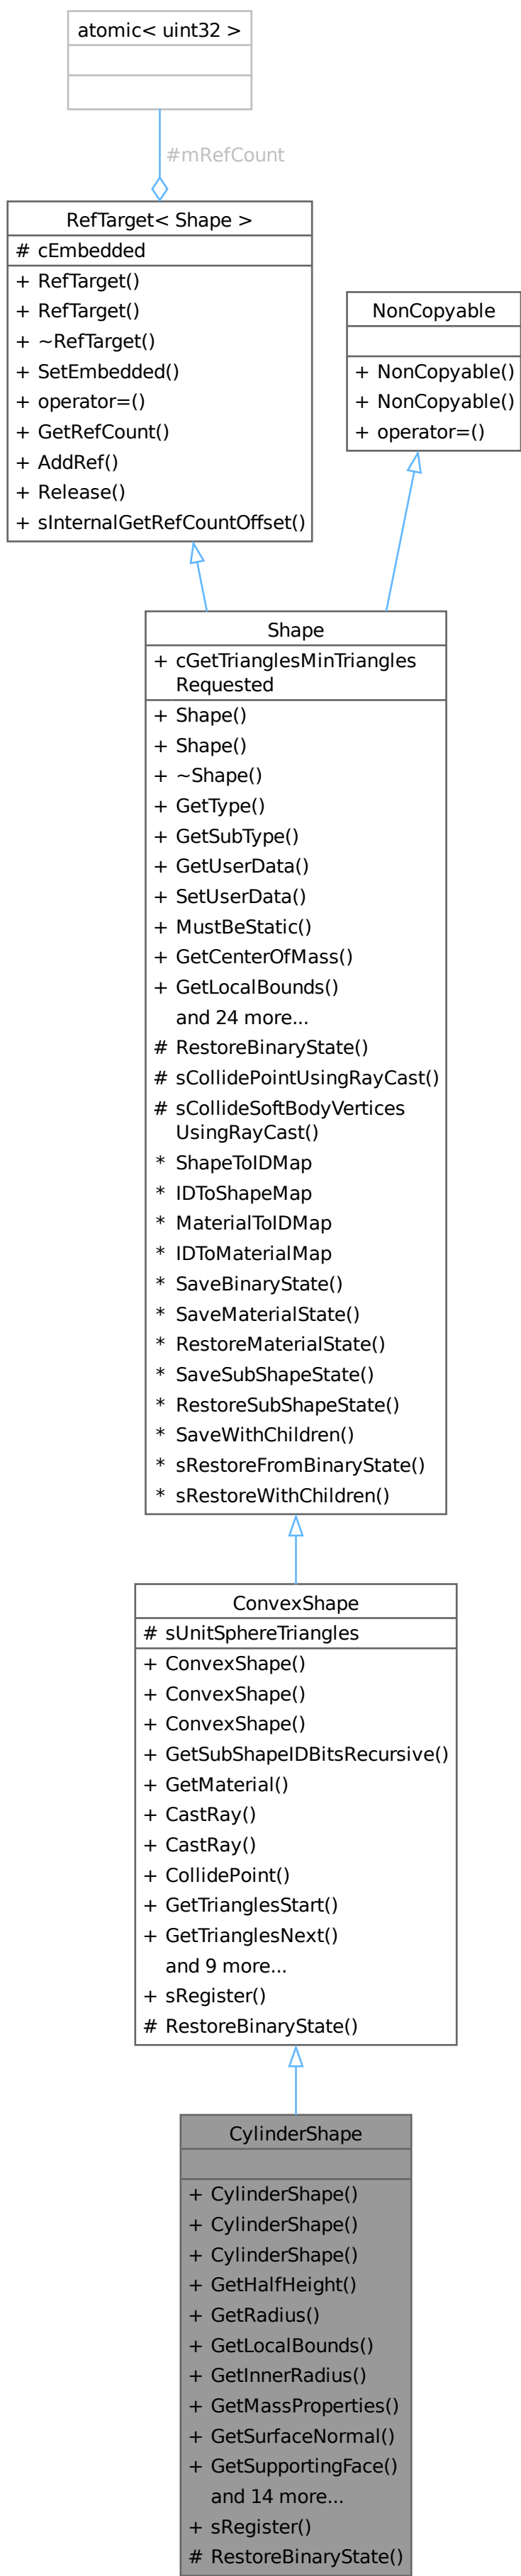 atomic< uint32 >
#mRefCount
RefTarget< Shape >
# cEmbedded
+ RefTarget()
+ RefTarget()
+ ~RefTarget()
+ SetEmbedded()
+ operator=()
+ GetRefCount()
+ AddRef()
+ Release()
+ sInternalGetRefCountOffset()
NonCopyable
+ NonCopyable()
+ NonCopyable()
+ operator=()
Shape
+ cGetTrianglesMinTriangles
Requested
+ Shape()
+ Shape()
+ ~Shape()
+ GetType()
+ GetSubType()
+ GetUserData()
+ SetUserData()
+ MustBeStatic()
+ GetCenterOfMass()
+ GetLocalBounds()
and 24 more...
# RestoreBinaryState()
# sCollidePointUsingRayCast()
# sCollideSoftBodyVertices
UsingRayCast()
* ShapeToIDMap
* IDToShapeMap
* MaterialToIDMap
* IDToMaterialMap
* SaveBinaryState()
* SaveMaterialState()
* RestoreMaterialState()
* SaveSubShapeState()
* RestoreSubShapeState()
* SaveWithChildren()
* sRestoreFromBinaryState()
* sRestoreWithChildren()
ConvexShape
# sUnitSphereTriangles
+ ConvexShape()
+ ConvexShape()
+ ConvexShape()
+ GetSubShapeIDBitsRecursive()
+ GetMaterial()
+ CastRay()
+ CastRay()
+ CollidePoint()
+ GetTrianglesStart()
+ GetTrianglesNext()
and 9 more...
+ sRegister()
# RestoreBinaryState()
CylinderShape
+ CylinderShape()
+ CylinderShape()
+ CylinderShape()
+ GetHalfHeight()
+ GetRadius()
+ GetLocalBounds()
+ GetInnerRadius()
+ GetMassProperties()
+ GetSurfaceNormal()
+ GetSupportingFace()
and 14 more...
+ sRegister()
# RestoreBinaryState()